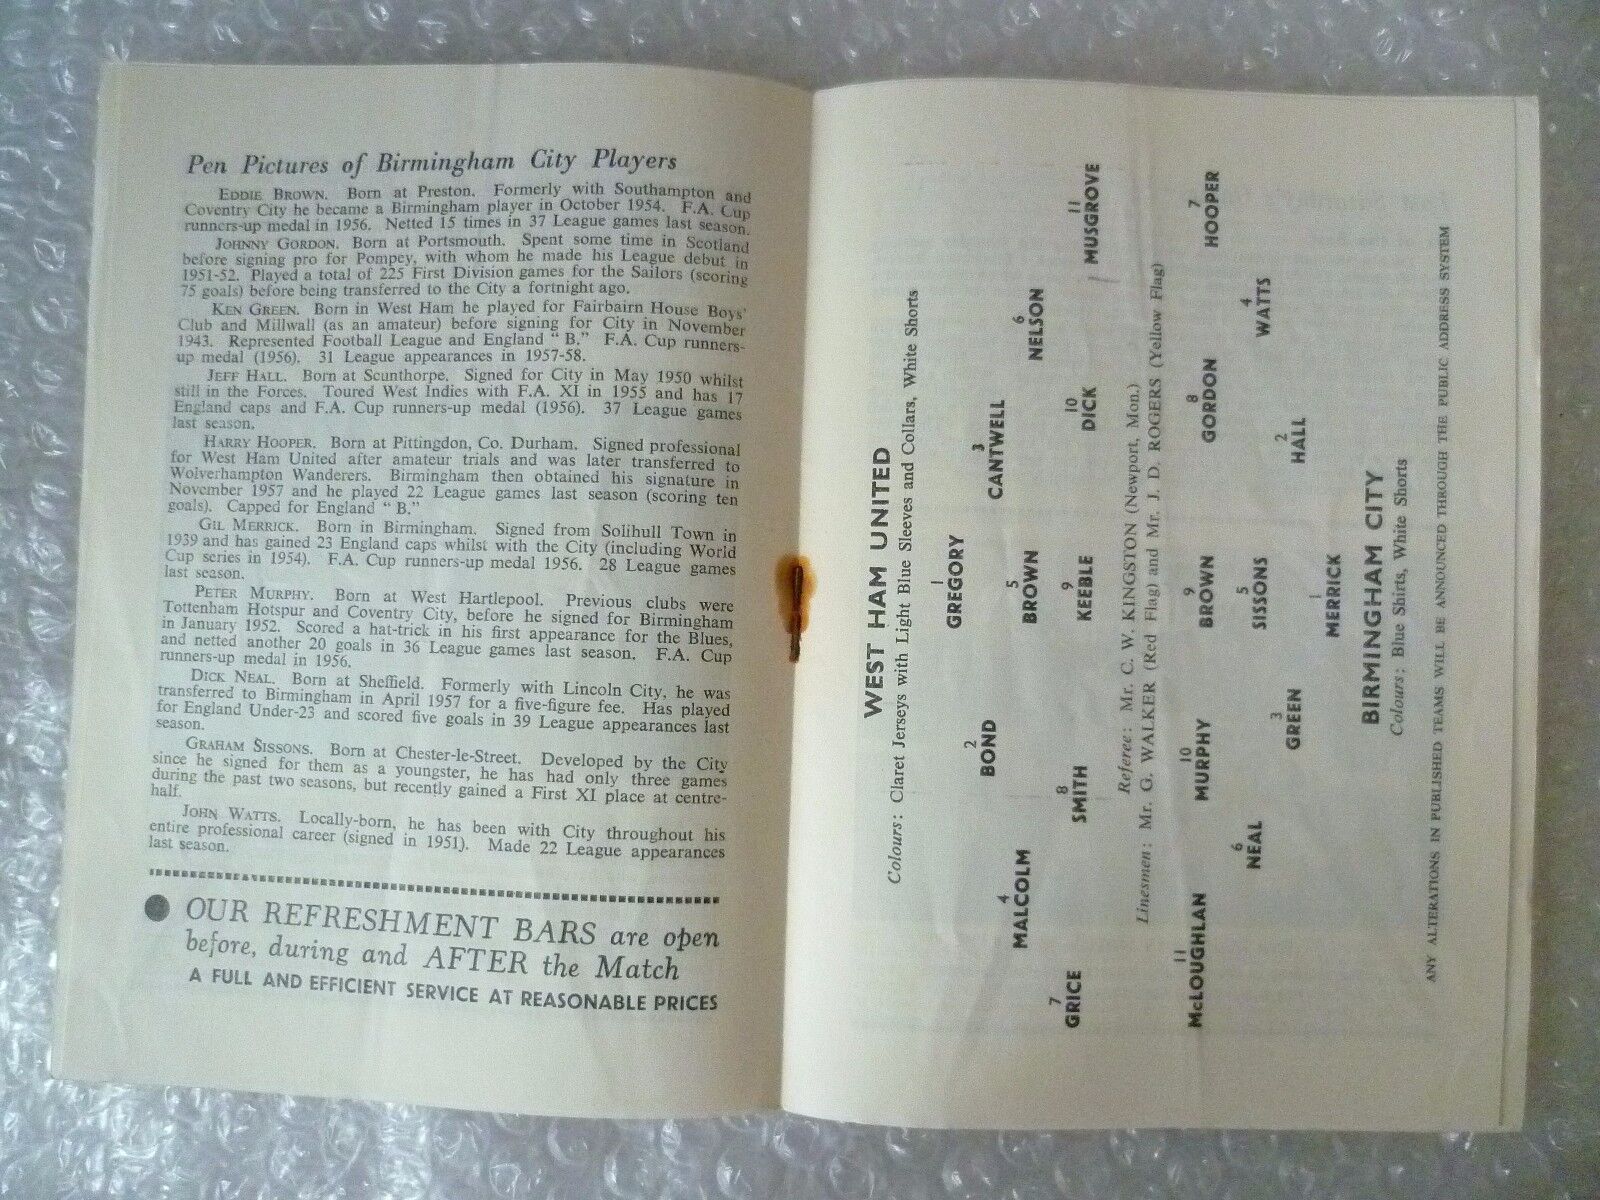 Pen Pictures of Birmingham City Players
EDDIE BROWN. Born at Preston. Formerly with Southampton and
Coventry City he became a Birmingham player in October 1954. F.A. Cup
runners-up medal in 1956. Netted 15 times in 37 League games last season.
JOHNNY GORDON. Born at Portsmouth. Spent some time in Scotland
before signing pro for Pompey, with whom he made his League debut in
1951-52. Played a total of 225 First Division games for the Sailors (scoring
75 goals) before being transferred to the City a fortnight ago.
KEN GREEN. Born in West Ham he played for Fairbairn House Boys'
Club and Millwall (as an amateur) before signing for City in November
1943. Represented Football League and England "B." F.A. Cup runners-
up medal (1956). 31 League appearances in 1957-58.
JEFF HALL. Born at Scunthorpe. Signed for City in May 1950 whilst
still in the Forces. Toured West Indies with F.A. XI in 1955 and has 17
England caps and F.A. Cup runners-up medal (1956). 37 League games
last season.
HARRY HOOPER. Born at Pittingdon, Co. Durham. Signed professional
for West Ham United after amateur trials and was later transferred to
Wolverhampton Wanderers. Birmingham then obtained his signature in
November 1957 and he played 22 League games last season (scoring ten
goals). Capped for England "B."
GIL MERRICK. Born in Birmingham. Signed from Solihull Town in
1939 and has gained 23 England caps whilst with the City (including World
Cup series in 1954). F.A. Cup runners-up medal 1956. 28 League games
last season.
PETER MURPHY. Born at West Hartlepool. Previous clubs were
Tottenham Hotspur and Coventry City, before he signed for Birmingham
in January 1952. Scored a hat-trick in his first appearance for the Blues,
and netted another 20 goals in 36 League games last season. F.A. Cup
runners-up medal in 1956.
DICK NEAL. Born at Sheffield. Formerly with Lincoln City, he was
transferred to Birmingham in April 1957 for a five-figure fee. Has played
for England Under-23 and scored five goals in 39 League appearances last
season.
GRAHAM SISSONS. Born at Chester-le-Street. Developed by the City
since he signed for them as a youngster, he has had only three games
during the past two seasons, but recently gained a First XI place at centre-
half.
JOHN WATTS. Locally-born, he has been with City throughout his
entire professional career (signed in 1951). Made 22 League appearances
last season.
OUR REFRESHMENT BARS are open
before, during and AFTER the Match
A FULL AND EFFICIENT SERVICE AT REASONABLE PRICES
WEST HAM UNITED
Colours: Claret Jerseys with Light Blue Sleeves and Collars, White Shorts
1
GREGORY
2 3
BOND CANTWELL
4 5 6
MALCOLM BROWN NELSON
7 8 9 10 11
GRICE SMITH KEEBLE DICK MUSGROVE
Referee: Mr. C. W. KINGSTON (Newport, Mon.)
Linesmen: Mr. G. WALKER (Red Flag) and Mr. J. D. ROGERS (Yellow Flag)
11 10 9 8 7
McLOUGHLAN MURPHY BROWN GORDON HOOPER
6 5 4
NEAL SISSONS WATTS
3 2
GREEN HALL
1
MERRICK
BIRMINGHAM CITY
Colours: Blue Shirts, White Shorts
ANY ALTERATIONS IN PUBLISHED TEAMS WILL BE ANNOUNCED THROUGH THE PUBLIC ADDRESS SYSTEM